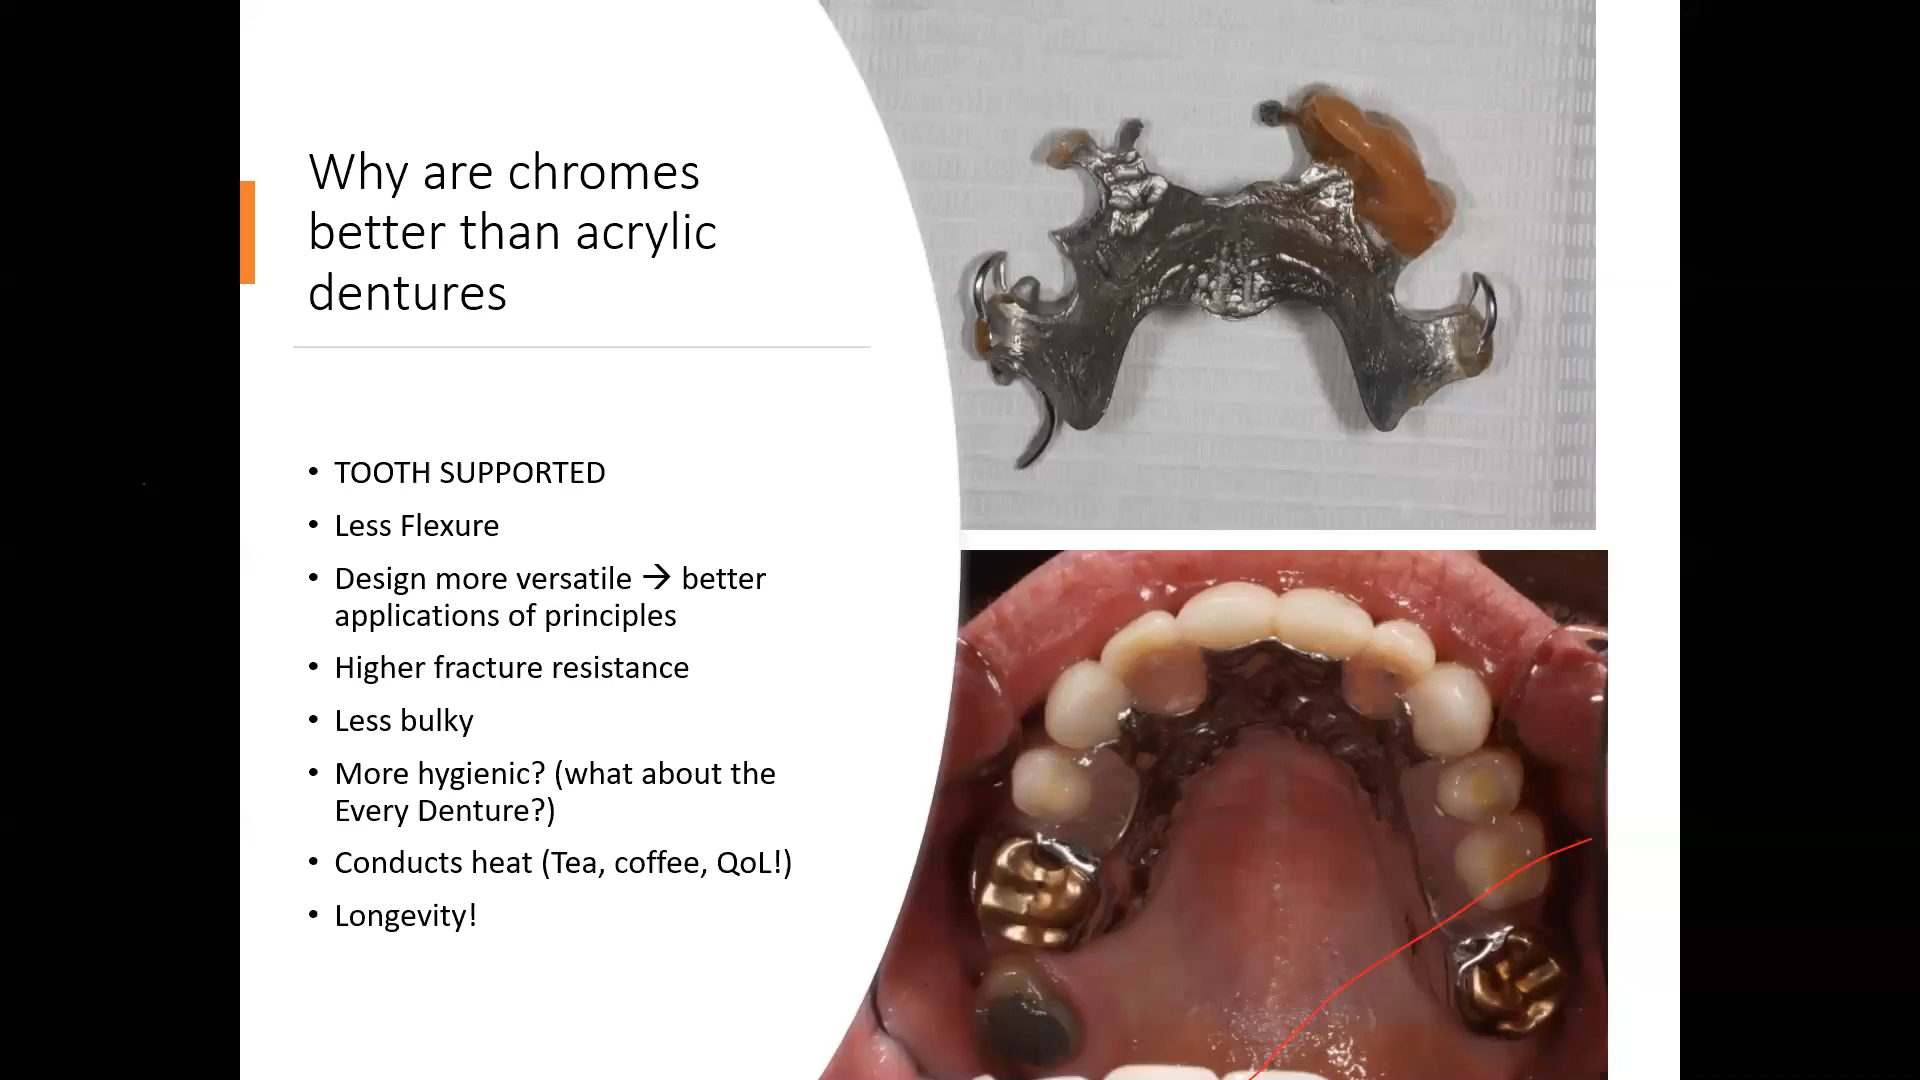 Why are chromes
better than acrylic
dentures
• TOOTH SUPPORTED
• Less Flexure
• Design more versatile → better
applications of principles
• Higher fracture resistance
• Less bulky
• More hygienic? (what about the
Every Denture?)
• Conducts heat (Tea, coffee, QoL!)
• Longevity!